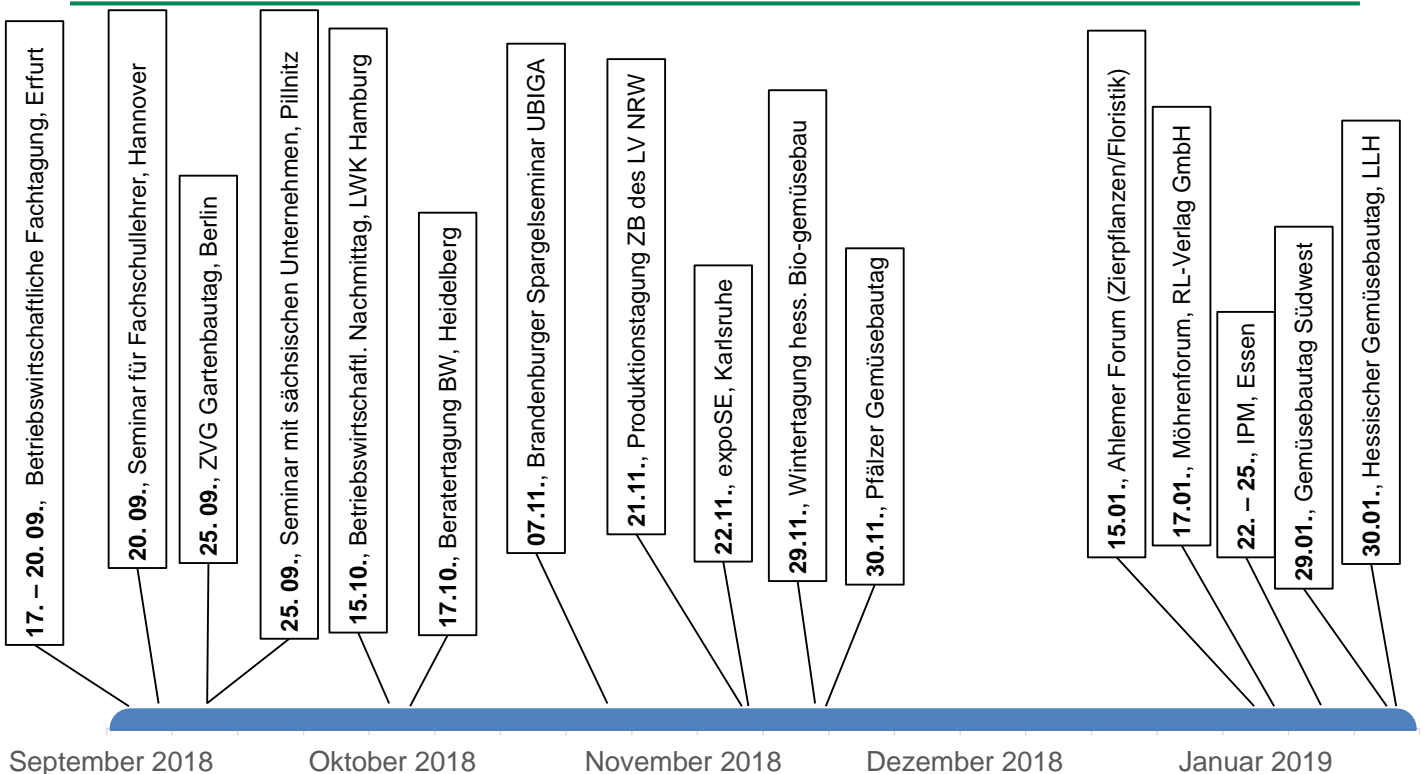 17. – 20. 09., Betriebswirtschaftliche Fachtagung, Erfurt
20. 09., Seminar für Fachschullehrer, Hannover
25. 09., ZVG Gartenbautag, Berlin
25. 09., Seminar mit sächsischen Unternehmen, Pillnitz
15.10., Betriebswirtschaftl. Nachmittag, LWK Hamburg
17.10., Beratertagung BW, Heidelberg
07.11., Brandenburger Spargelseminar UBIGA
21.11., Produktionstagung ZB des LV NRW
22.11., expoSE, Karlsruhe
29.11., Wintertagung hess. Bio-gemüsebau
30.11., Pfälzer Gemüsebautag
15.01., Ahlemer Forum (Zierpflanzen/Floristik)
17.01., Möhrenforum, RL-Verlag GmbH
22. – 25., IPM, Essen
29.01., Gemüsebautag Südwest
30.01., Hessischer Gemüsebautag, LLH
September 2018
Oktober 2018
November 2018
Dezember 2018
Januar 2019